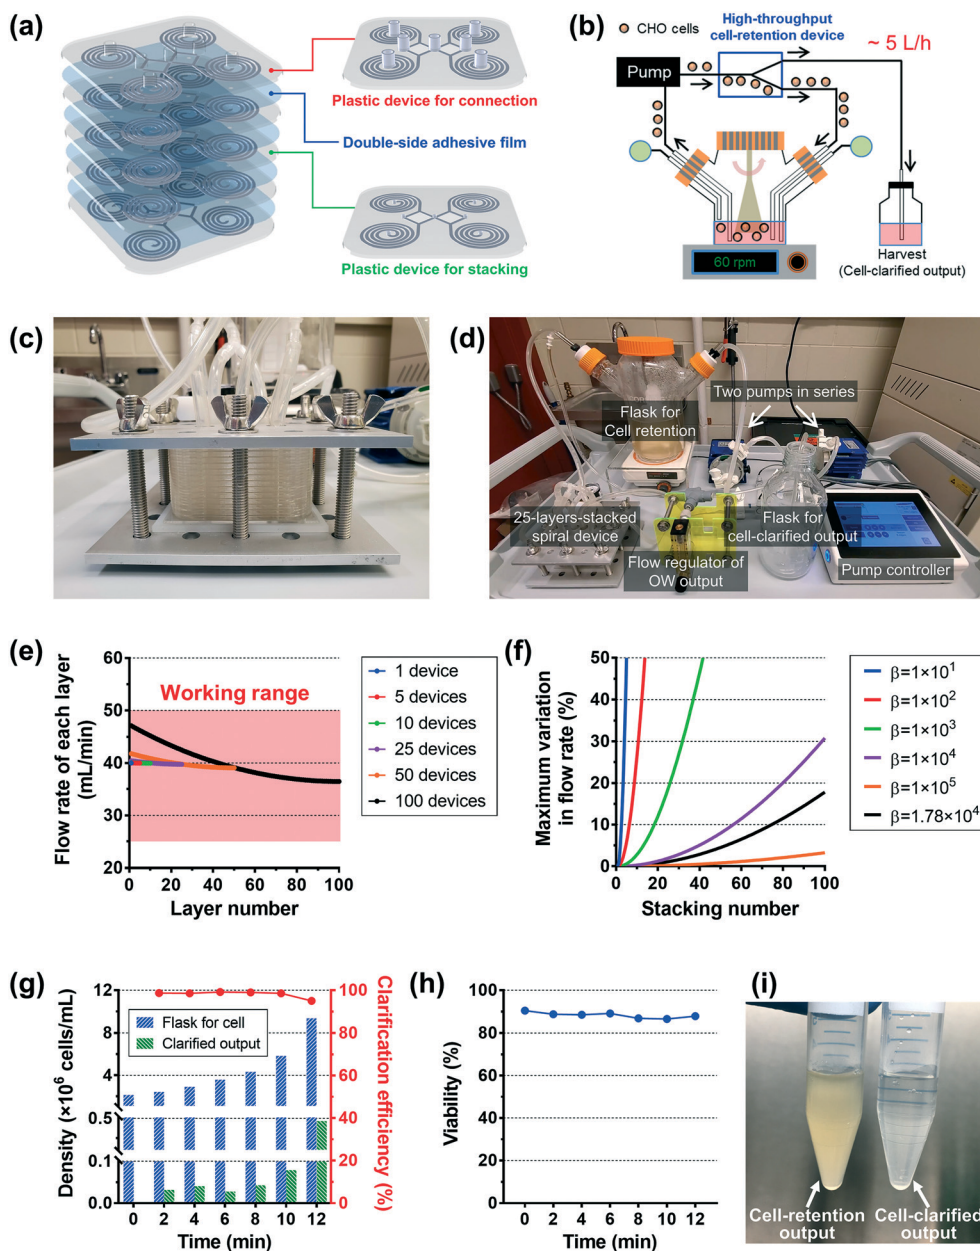 (a)
Plastic device for connection
Double-side adhesive film
Plastic device for stacking
(b)
CHO cells
High-throughput
cell-retention device
~ 5 L/h
Pump
60 rpm
Harvest
(Cell-clarified output)
(c)
(d)
Flask for
Cell retention
Two pumps in series
25-layers-stacked
spiral device
Flask for
cell-clarified output
Flow regulator of
OW output
Pump controller
(e)
Flow rate of each layer
(mL/min)
60
50
40
30
20
Working range
0 20 40 60 80 100
Layer number
1 device
5 devices
10 devices
25 devices
50 devices
100 devices
(f)
Maximum variation
in flow rate (%)
50
40
30
20
10
0
0 20 40 60 80 100
Stacking number
β=1×10¹
β=1×10²
β=1×10³
β=1×10⁴
β=1×10⁵
β=1.78×10⁴
(g)
Density (×10⁶ cells/mL)
12
8
4
0.5
0.1
0.0
Flask for cell
Clarified output
0 2 4 6 8 10 12
Time (min)
100
80
60
40
20
0
Clarification efficiency
(%)
(h)
Viability (%)
100
80
60
40
20
0
0 2 4 6 8 10 12
Time (min)
(i)
Cell-retention
output
Cell-clarified
output